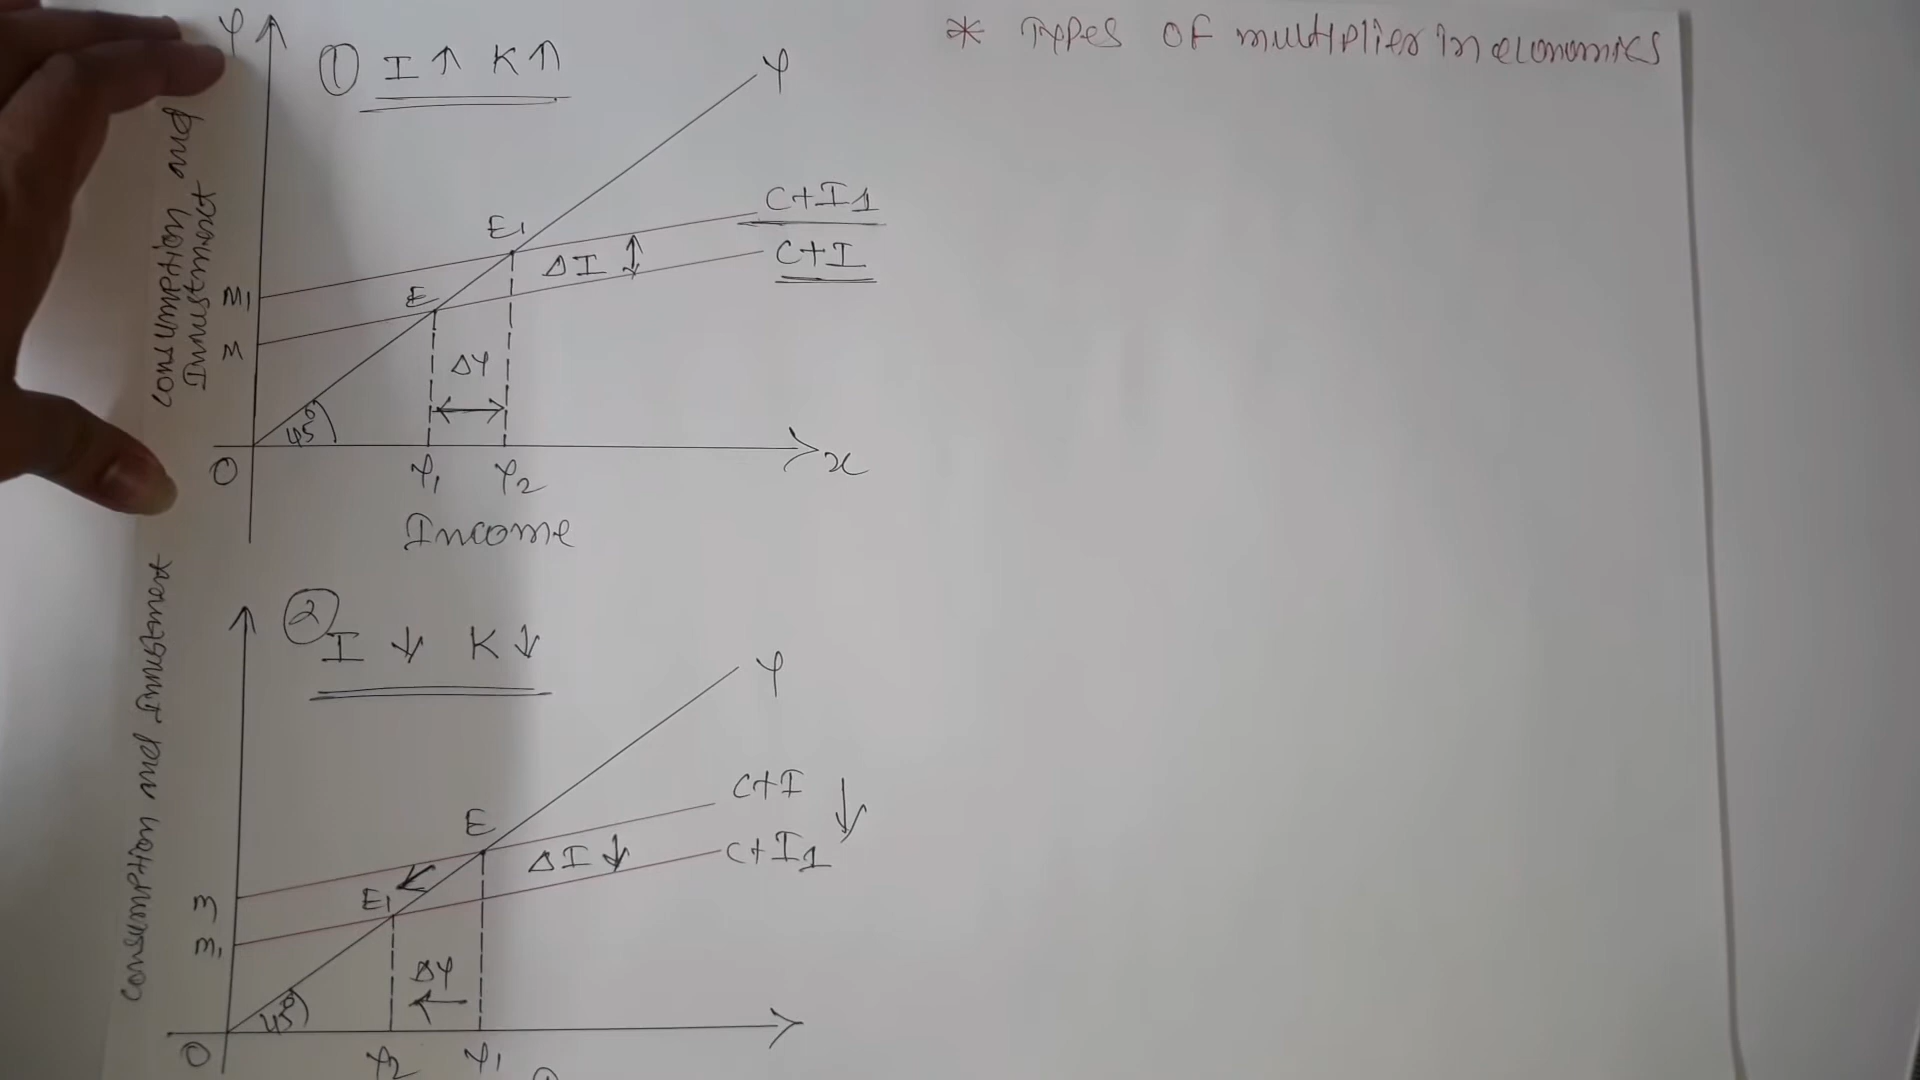 * Types of multiplier in economics
y
① I ↑ K ↑
y
C+I1
C+I
E1
ΔI
E
M1
M
ΔY
45°
O
Y1
Y2
x
Income
consumption and
Investment
② I ↓ K ↓
y
C+I
C+I1
E
ΔI ↓
E1
M
M1
ΔY
45°
O
Y2
Y1
consumption and Investment